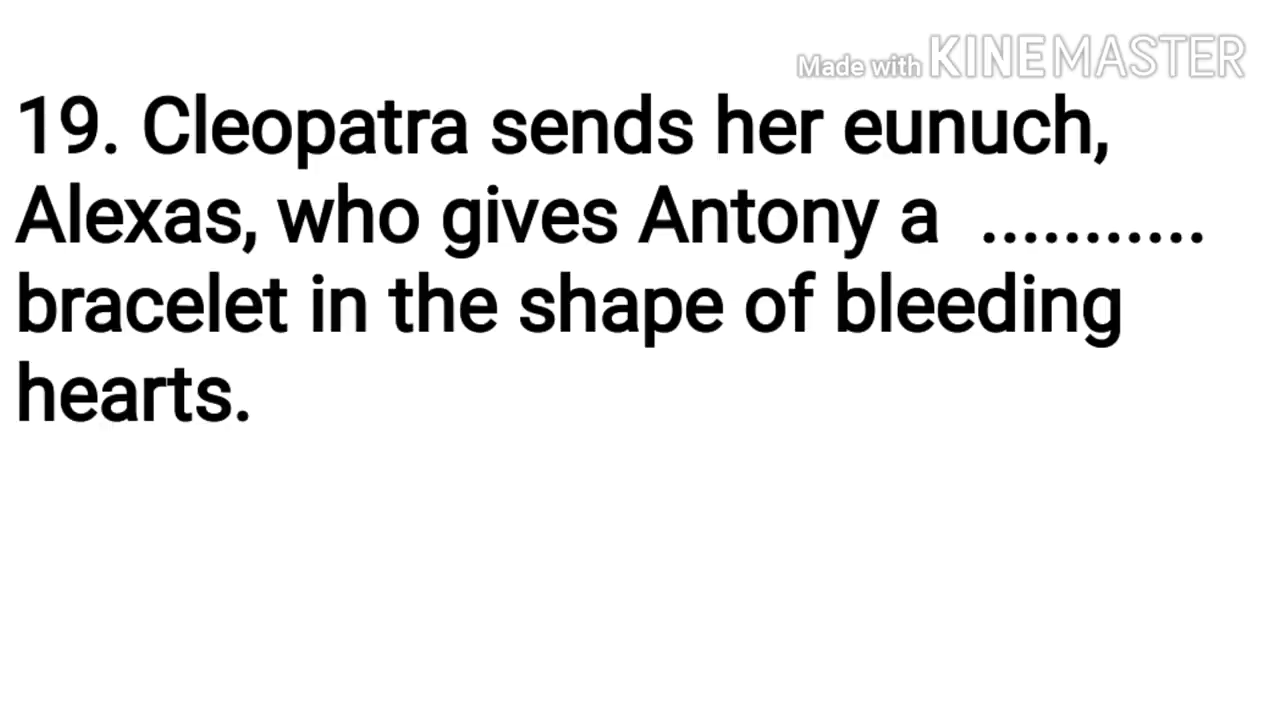 Made with KINEMASTER
19. Cleopatra sends her eunuch,
Alexas, who gives Antony a ...........
bracelet in the shape of bleeding
hearts.